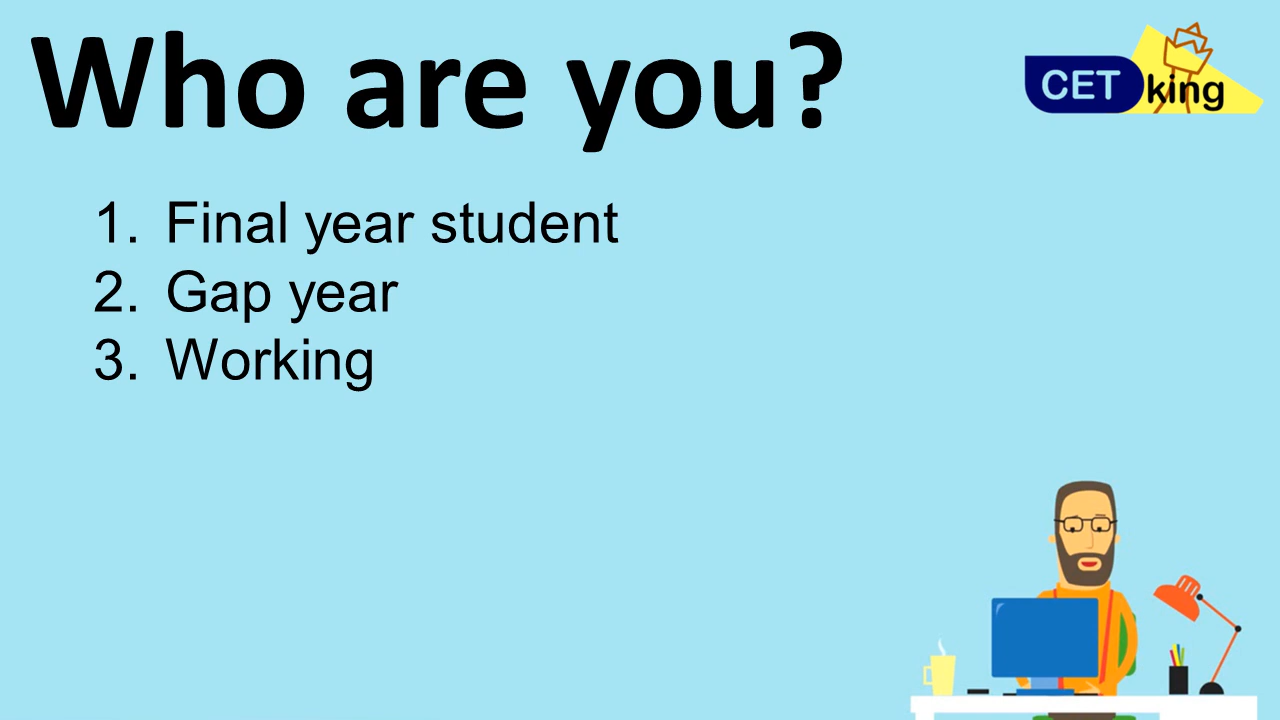 Who are you?
CET king
1. Final year student
2. Gap year
3. Working